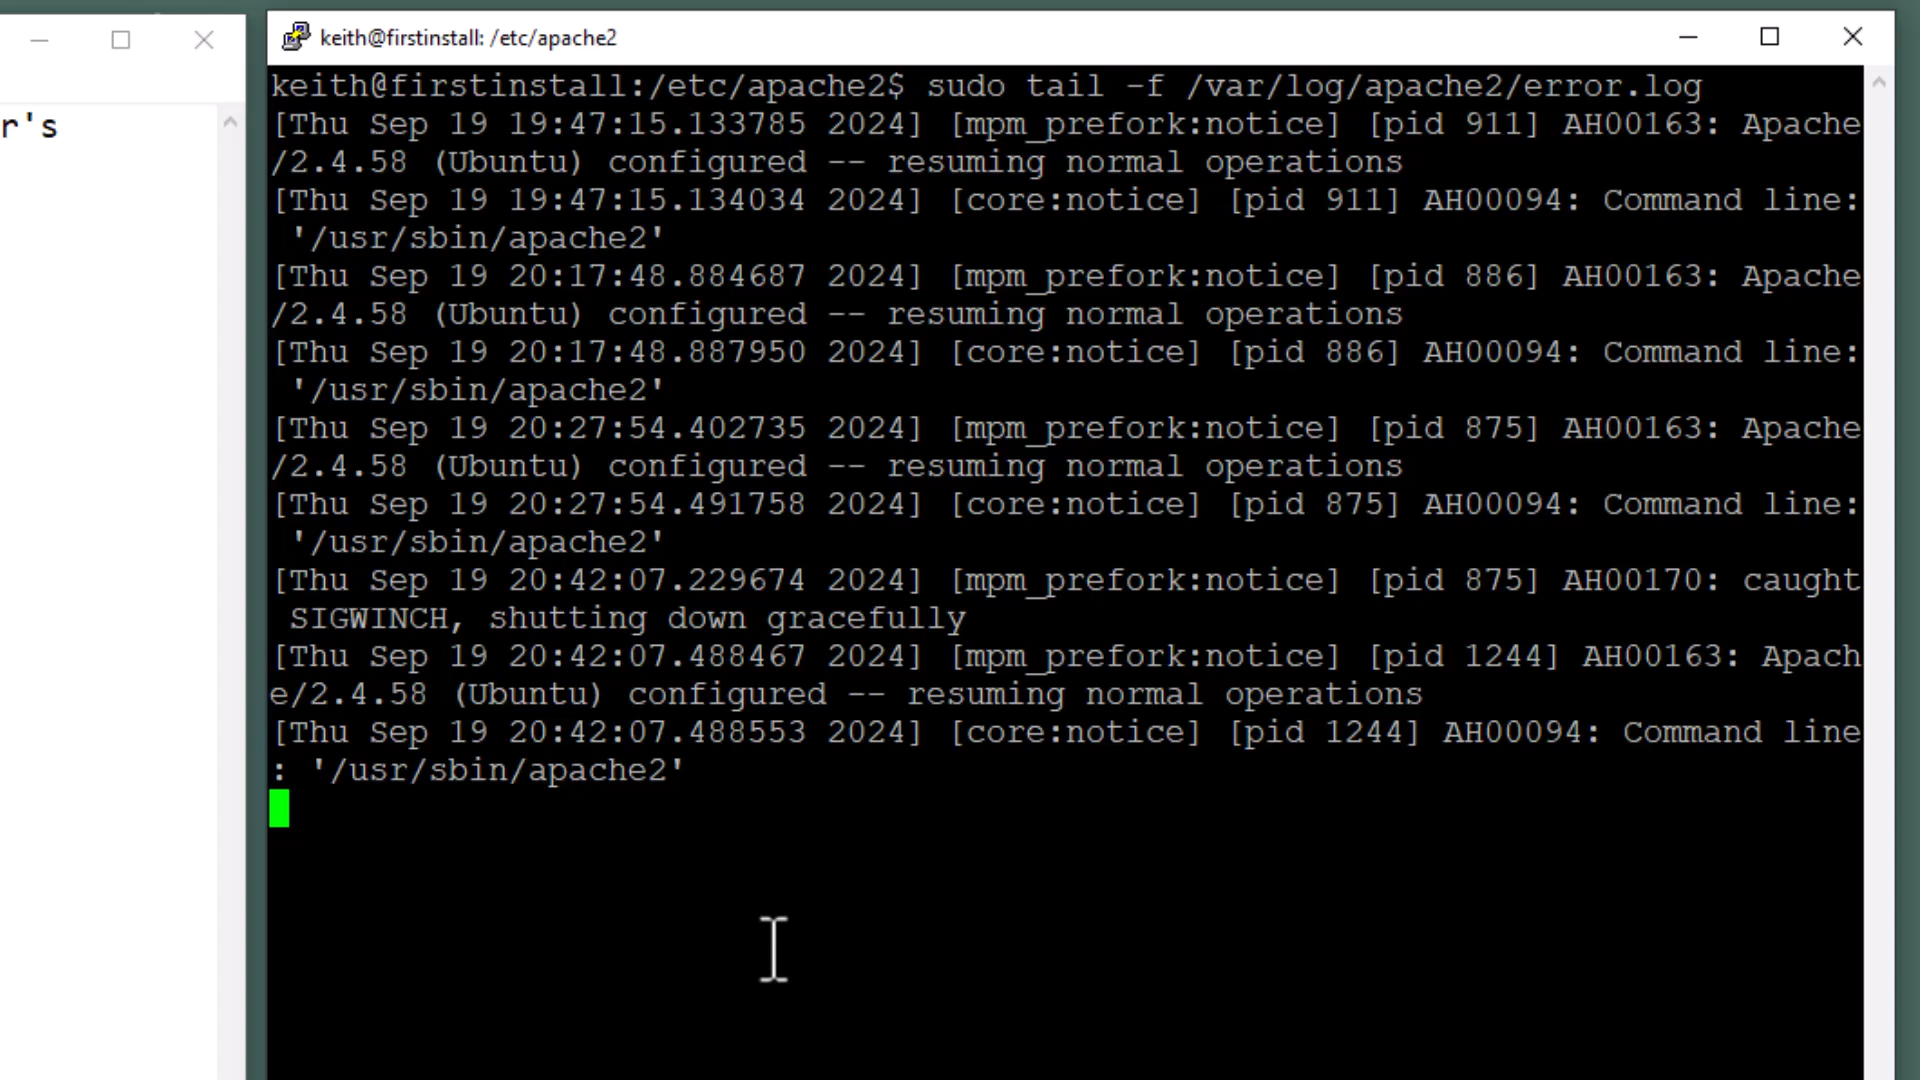 keith@firstinstall: /etc/apache2
r's
keith@firstinstall:/etc/apache2$ sudo tail -f /var/log/apache2/error.log
[Thu Sep 19 19:47:15.133785 2024] [mpm_prefork:notice] [pid 911] AH00163: Apache
/2.4.58 (Ubuntu) configured -- resuming normal operations
[Thu Sep 19 19:47:15.134034 2024] [core:notice] [pid 911] AH00094: Command line:
 '/usr/sbin/apache2'
[Thu Sep 19 20:17:48.884687 2024] [mpm_prefork:notice] [pid 886] AH00163: Apache
/2.4.58 (Ubuntu) configured -- resuming normal operations
[Thu Sep 19 20:17:48.887950 2024] [core:notice] [pid 886] AH00094: Command line:
 '/usr/sbin/apache2'
[Thu Sep 19 20:27:54.402735 2024] [mpm_prefork:notice] [pid 875] AH00163: Apache
/2.4.58 (Ubuntu) configured -- resuming normal operations
[Thu Sep 19 20:27:54.491758 2024] [core:notice] [pid 875] AH00094: Command line:
 '/usr/sbin/apache2'
[Thu Sep 19 20:42:07.229674 2024] [mpm_prefork:notice] [pid 875] AH00170: caught
 SIGWINCH, shutting down gracefully
[Thu Sep 19 20:42:07.488467 2024] [mpm_prefork:notice] [pid 1244] AH00163: Apach
e/2.4.58 (Ubuntu) configured -- resuming normal operations
[Thu Sep 19 20:42:07.488553 2024] [core:notice] [pid 1244] AH00094: Command line
: '/usr/sbin/apache2'